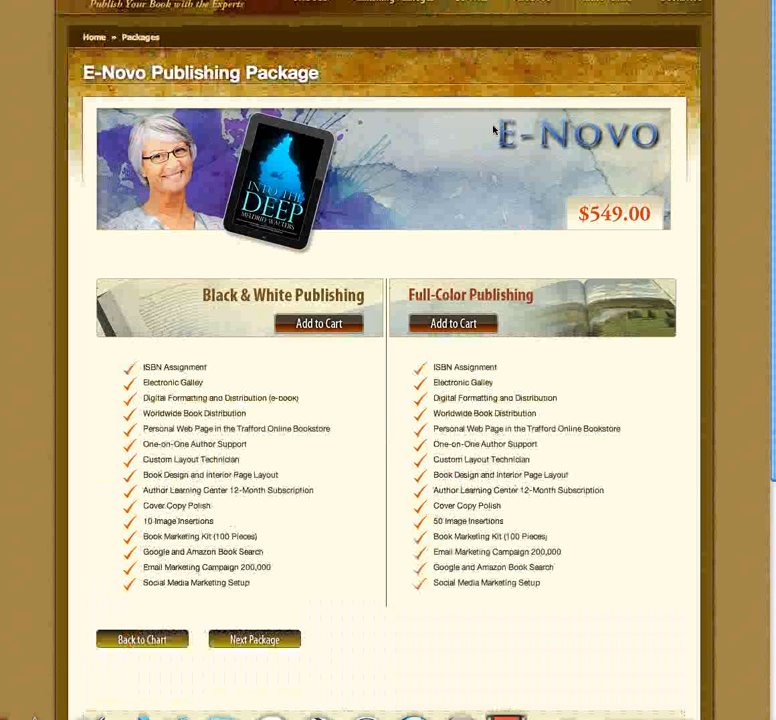 Publish Your Book with the Experts
Home » Packages
E-Novo Publishing Package
E-NOVO
INTO THE
DEEP
MILDRED WALTERS
$549.00
Black & White Publishing
Add to Cart
Full-Color Publishing
Add to Cart
ISBN Assignment
Electronic Galley
Digital Formatting and Distribution (e-book)
Worldwide Book Distribution
Personal Web Page in the Trafford Online Bookstore
One-on-One Author Support
Custom Layout Technician
Book Design and Interior Page Layout
Author Learning Center 12-Month Subscription
Cover Copy Polish
10 Image Insertions
Book Marketing Kit (100 Pieces)
Google and Amazon Book Search
Email Marketing Campaign 200,000
Social Media Marketing Setup
ISBN Assignment
Electronic Galley
Digital Formatting and Distribution
Worldwide Book Distribution
Personal Web Page in the Trafford Online Bookstore
One-on-One Author Support
Custom Layout Technician
Book Design and Interior Page Layout
Author Learning Center 12-Month Subscription
Cover Copy Polish
50 Image Insertions
Book Marketing Kit (100 Pieces)
Email Marketing Campaign 200,000
Google and Amazon Book Search
Social Media Marketing Setup
Back to Chart
Next Package